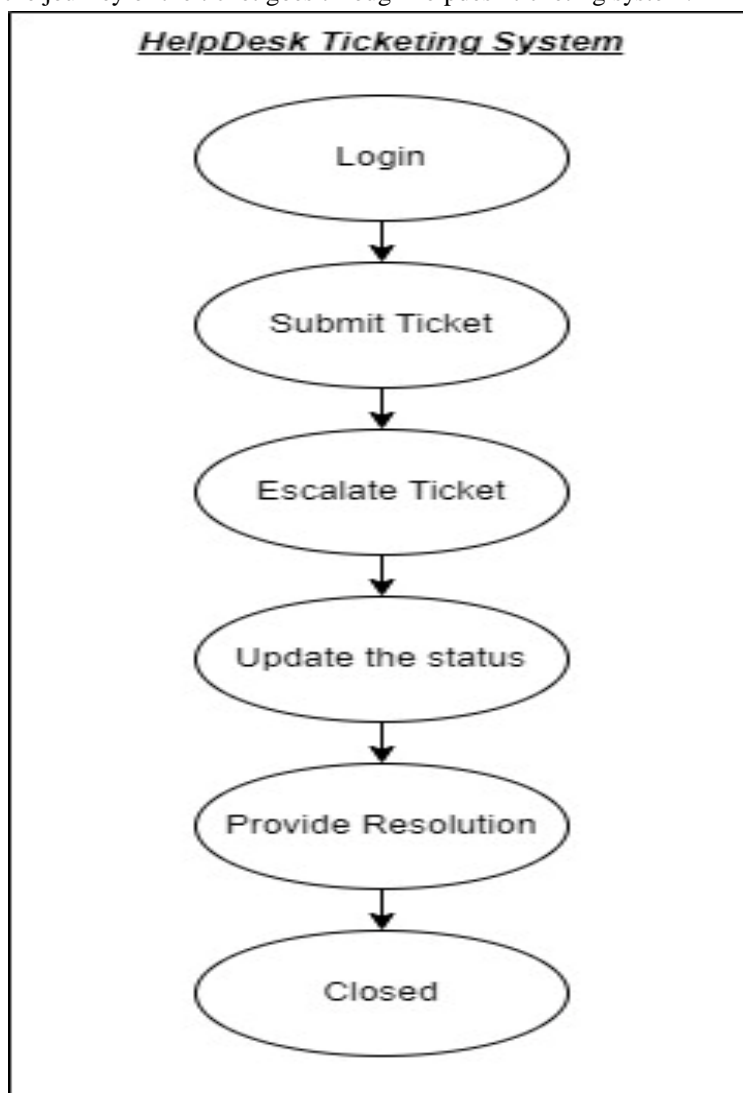 HelpDesk Ticketing System
Login
Submit Ticket
Escalate Ticket
Update the status
Provide Resolution
Closed